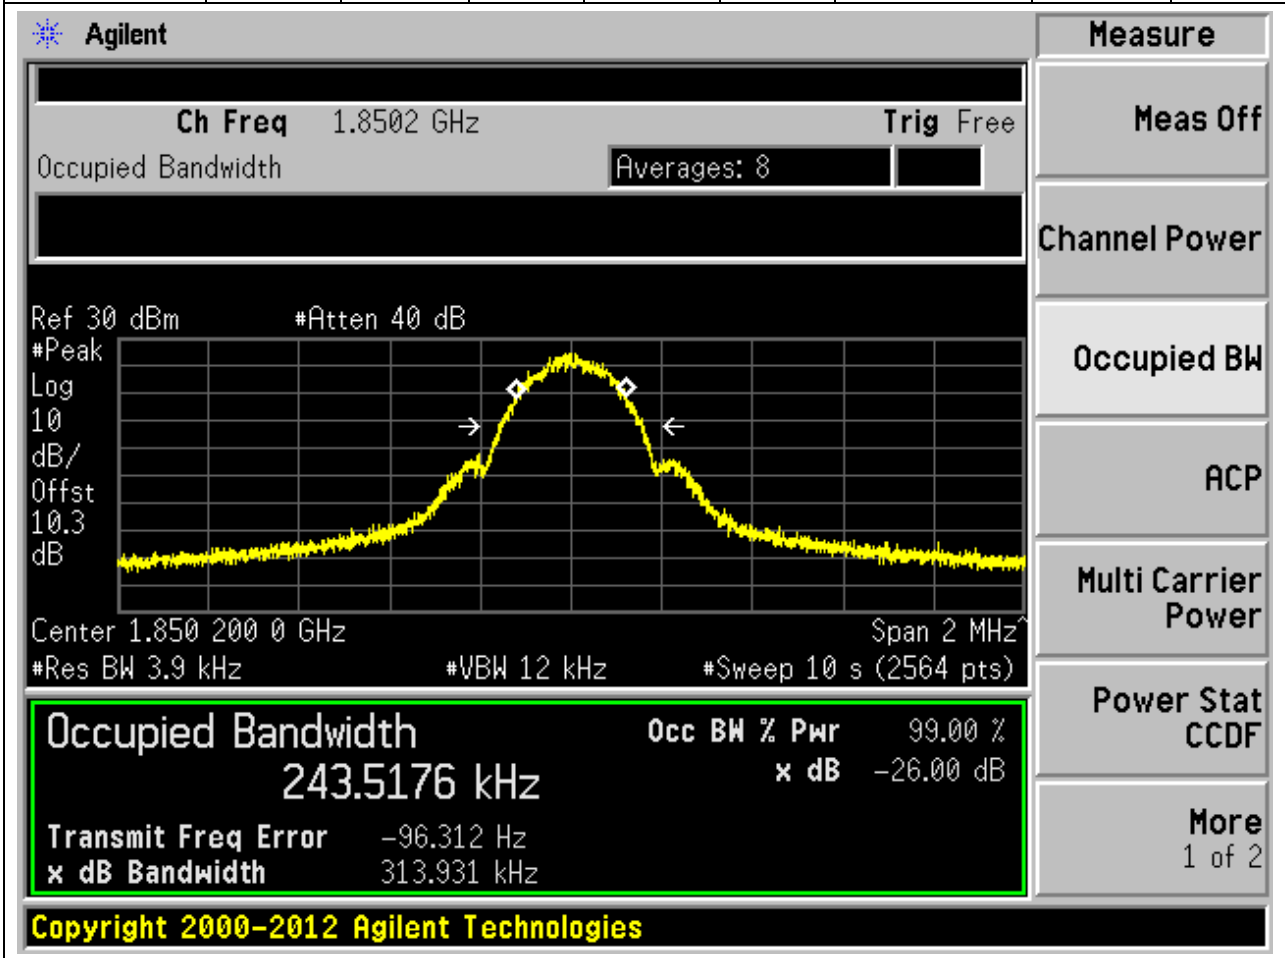 Agilent
Measure
Ch Freq 1.8502 GHz Trig Free
Occupied Bandwidth Averages: 8
Meas Off
Channel Power
Occupied BW
ACP
Multi Carrier
Power
Power Stat
CCDF
More
1 of 2
Ref 30 dBm #Atten 40 dB
#Peak
Log
10
dB/
Offst
10.3
dB
Center 1.850 200 0 GHz Span 2 MHz^
#Res BW 3.9 kHz #VBW 12 kHz #Sweep 10 s (2564 pts)
Occupied Bandwidth Occ BW % Pwr 99.00 %
243.5176 kHz x dB -26.00 dB
Transmit Freq Error -96.312 Hz
x dB Bandwidth 313.931 kHz
Copyright 2000-2012 Agilent Technologies